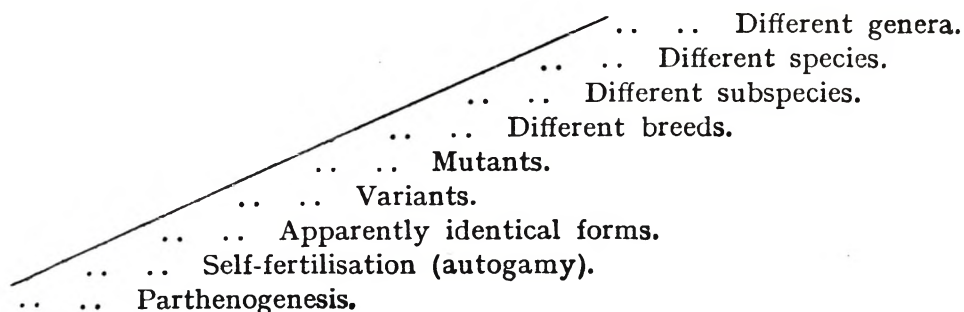 .. .. Different genera.
.. .. Different species.
.. .. Different subspecies.
.. .. Different breeds.
.. .. Mutants.
.. .. Variants.
.. .. Apparently identical forms.
.. .. Self-fertilisation (autogamy).
.. .. Parthenogenesis.